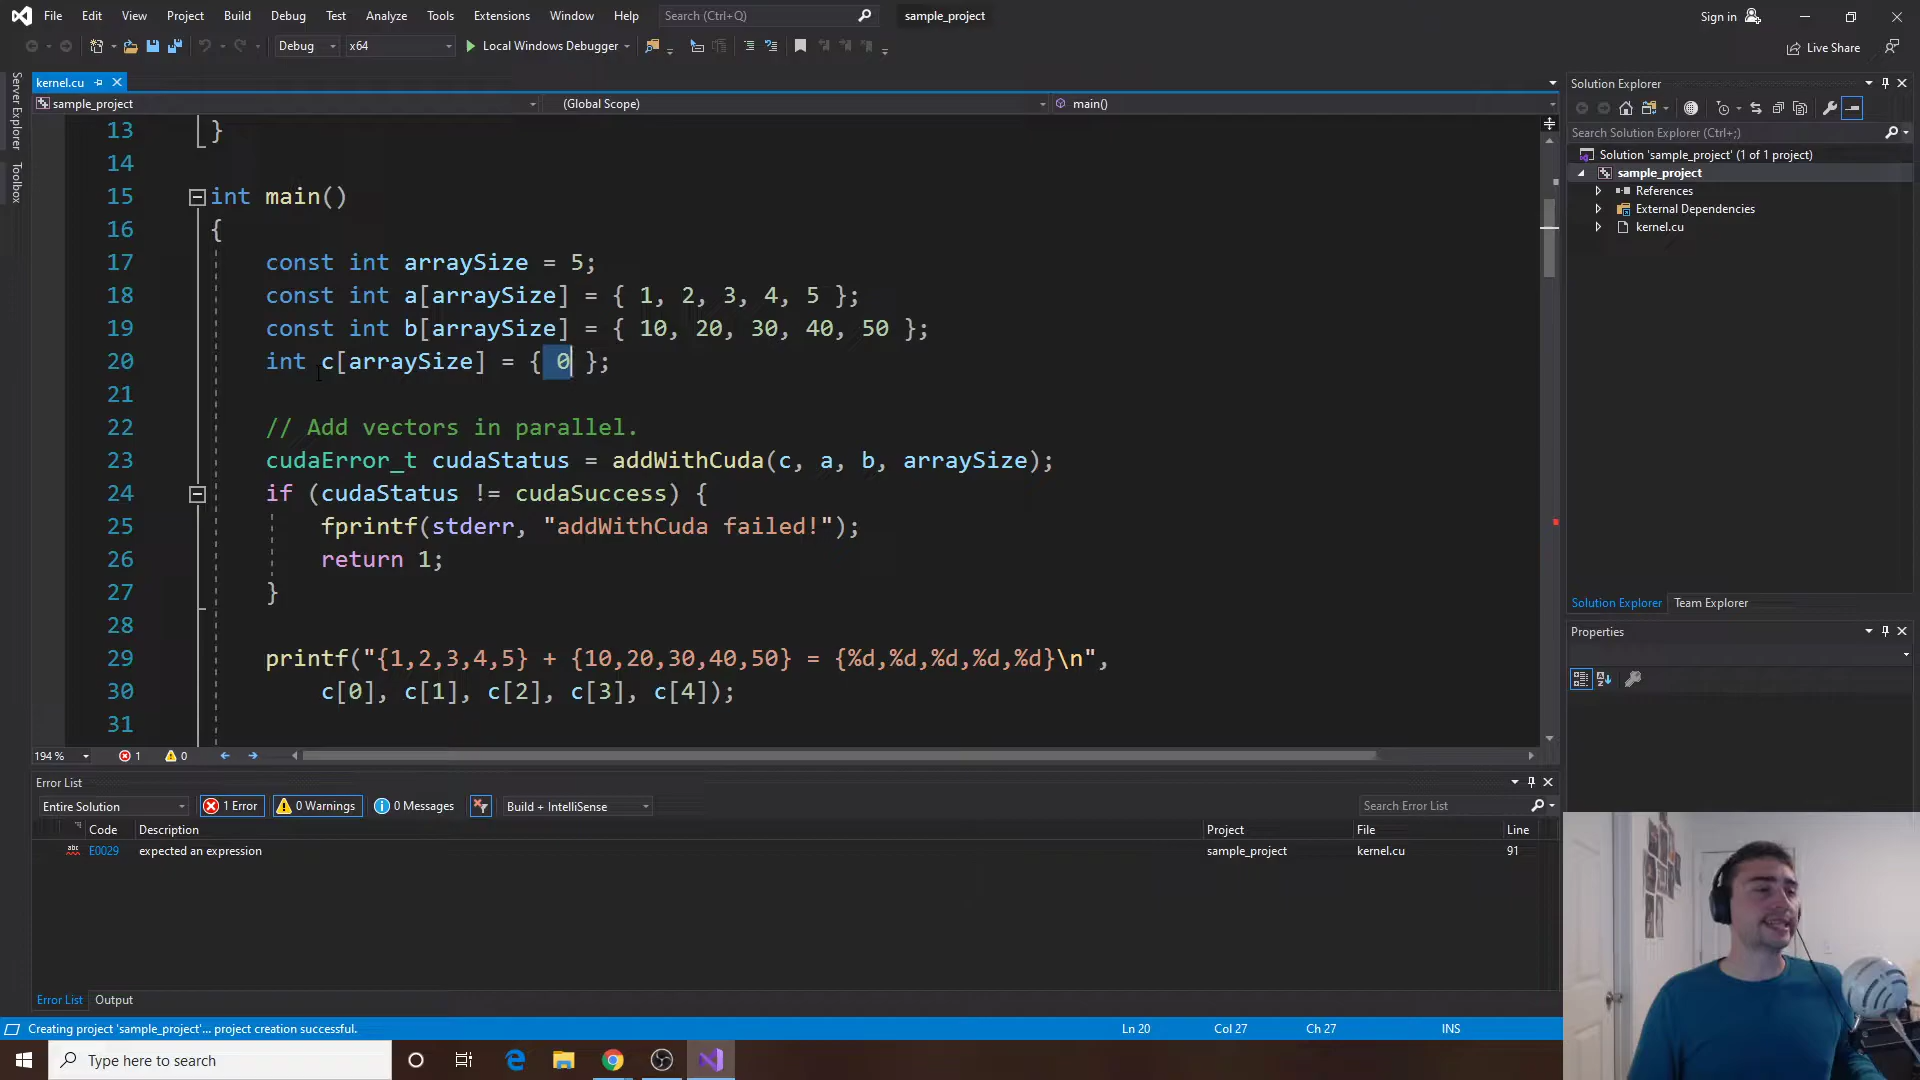 File Edit View Project Build Debug Test Analyze Tools Extensions Window Help Search (Ctrl+Q) sample_project Sign in
Debug x64 Local Windows Debugger Live Share
Server Explorer
Toolbox
kernel.cu
sample_project (Global Scope) main()
13 }
14
15 int main()
16 {
17 const int arraySize = 5;
18 const int a[arraySize] = { 1, 2, 3, 4, 5 };
19 const int b[arraySize] = { 10, 20, 30, 40, 50 };
20 int c[arraySize] = { 0 };
21
22 // Add vectors in parallel.
23 cudaError_t cudaStatus = addWithCuda(c, a, b, arraySize);
24 if (cudaStatus != cudaSuccess) {
25 fprintf(stderr, "addWithCuda failed!");
26 return 1;
27 }
28
29 printf("{1,2,3,4,5} + {10,20,30,40,50} = {%d,%d,%d,%d,%d}\n",
30 c[0], c[1], c[2], c[3], c[4]);
31
194 % 1 0
Solution Explorer
Search Solution Explorer (Ctrl+;)
Solution 'sample_project' (1 of 1 project)
sample_project
References
External Dependencies
kernel.cu
Solution Explorer Team Explorer
Properties
Error List
Entire Solution 1 Error 0 Warnings 0 Messages Build + IntelliSense Search Error List
Code Description Project File Line
abc E0029 expected an expression sample_project kernel.cu 91
Error List Output
Creating project 'sample_project'... project creation successful. Ln 20 Col 27 Ch 27 INS
Type here to search